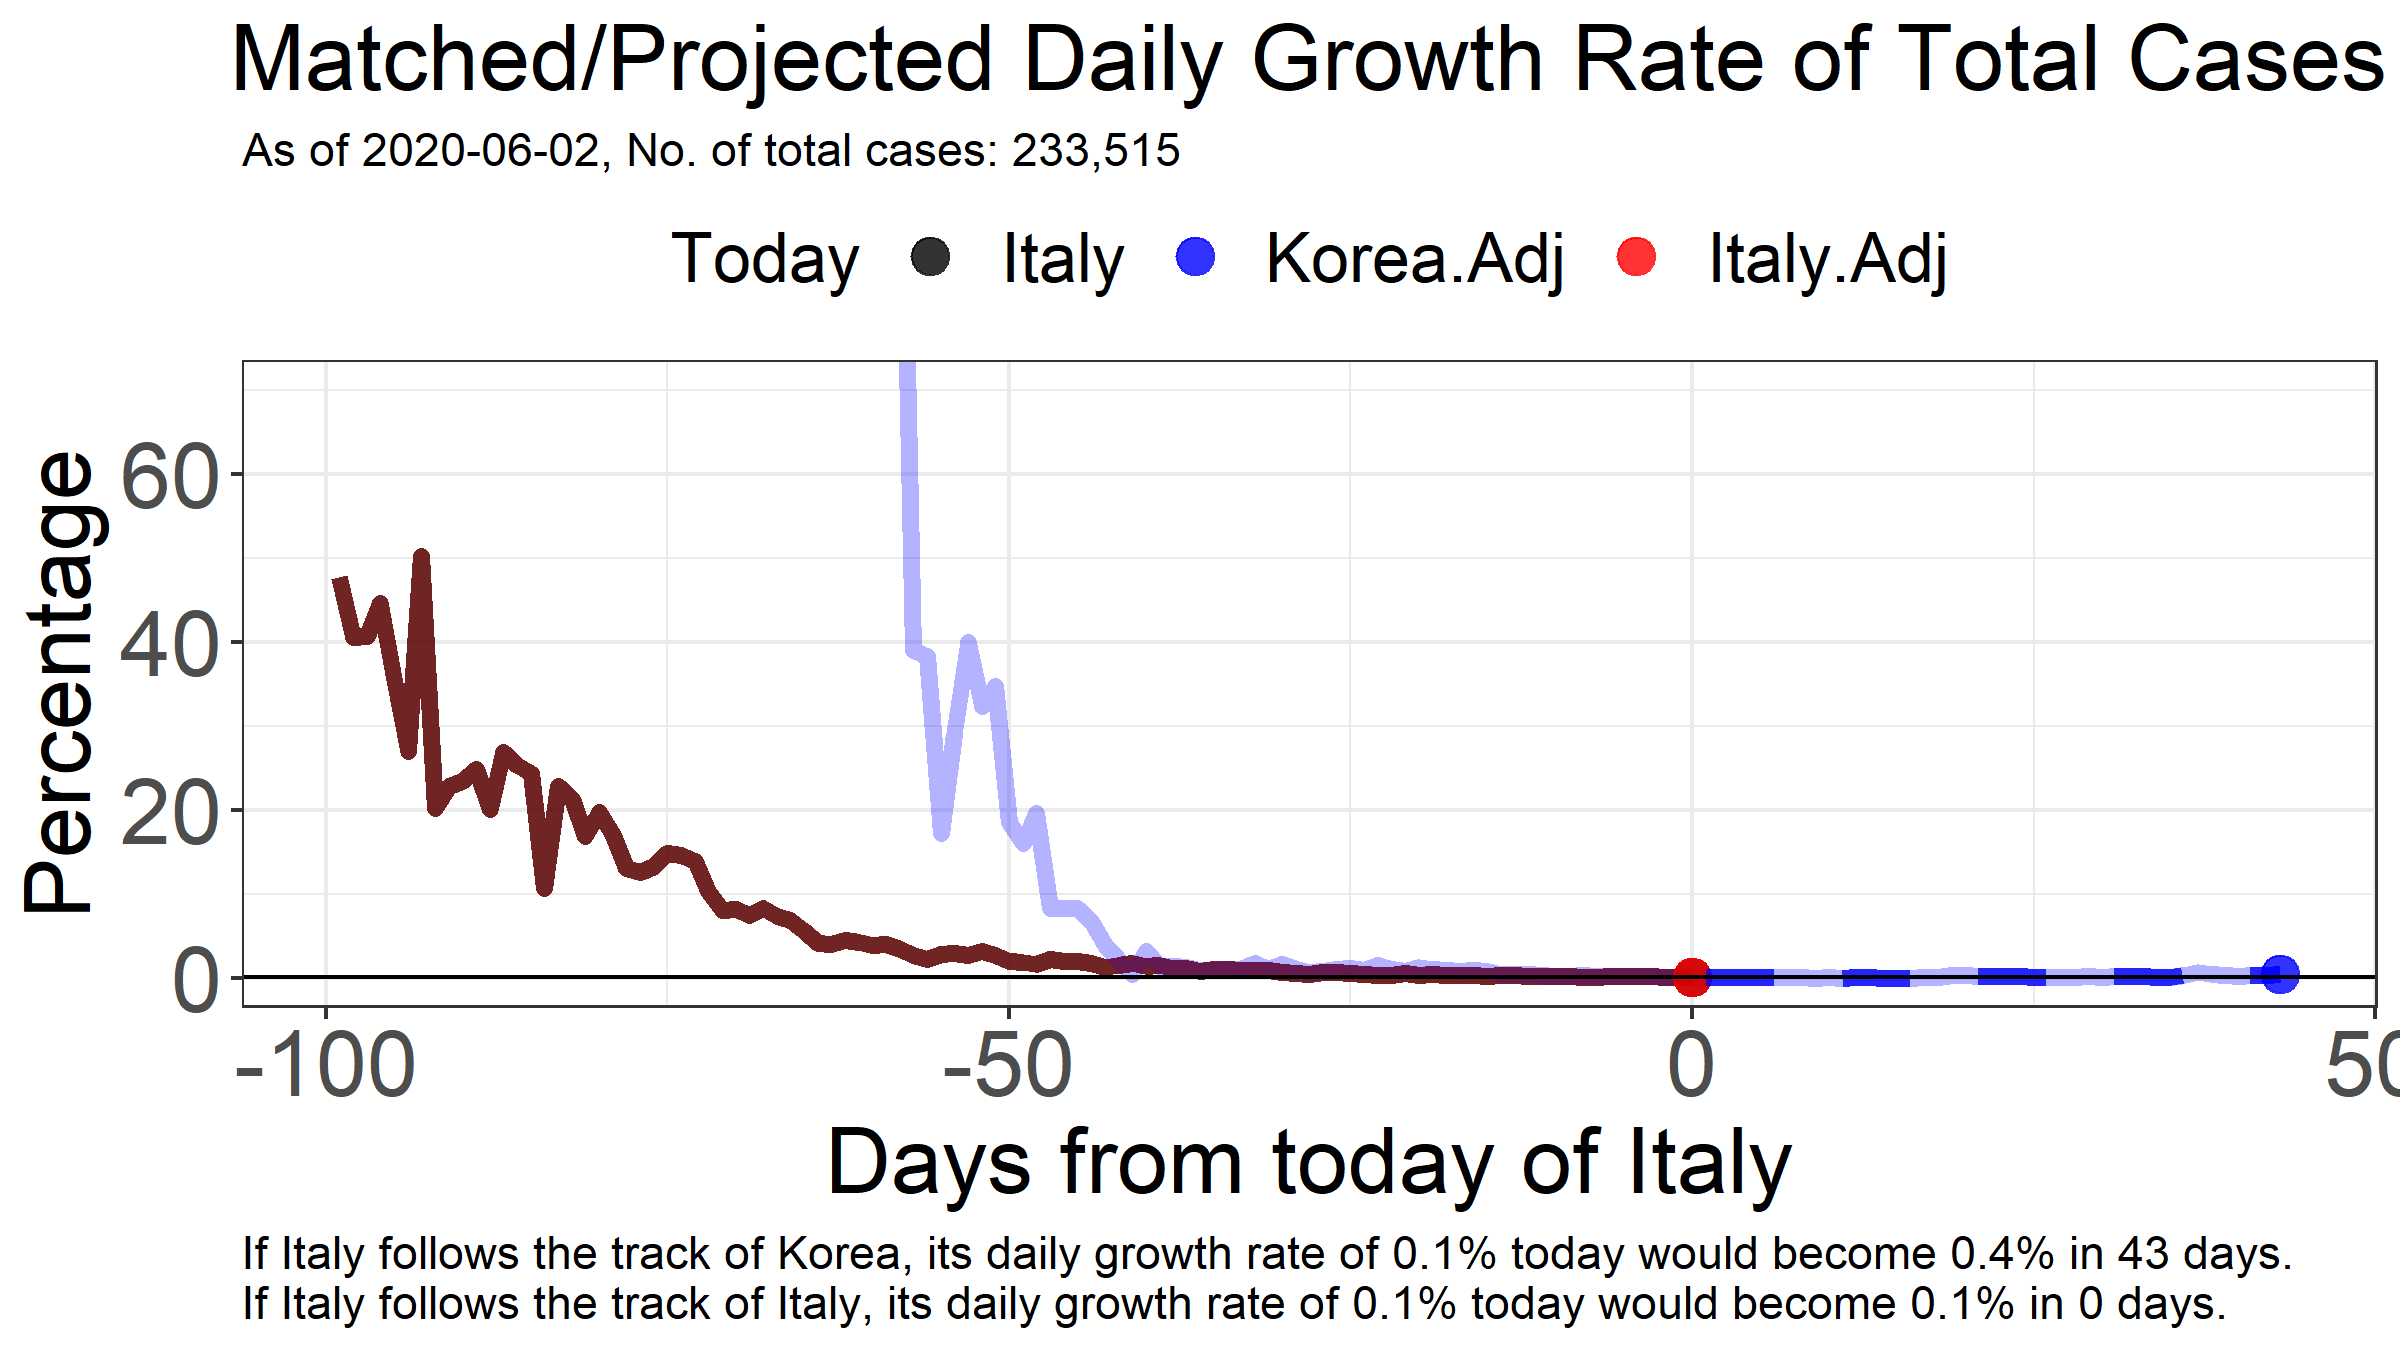 Matched/Projected Daily Growth Rate of Total Cases
As of 2020-06-02, No. of total cases: 233,515
Today Italy Korea.Adj Italy.Adj
Percentage
60
40
20
0
-100 -50 0 50
Days from today of Italy
If Italy follows the track of Korea, its daily growth rate of 0.1% today would become 0.4% in 43 days.
If Italy follows the track of Italy, its daily growth rate of 0.1% today would become 0.1% in 0 days.